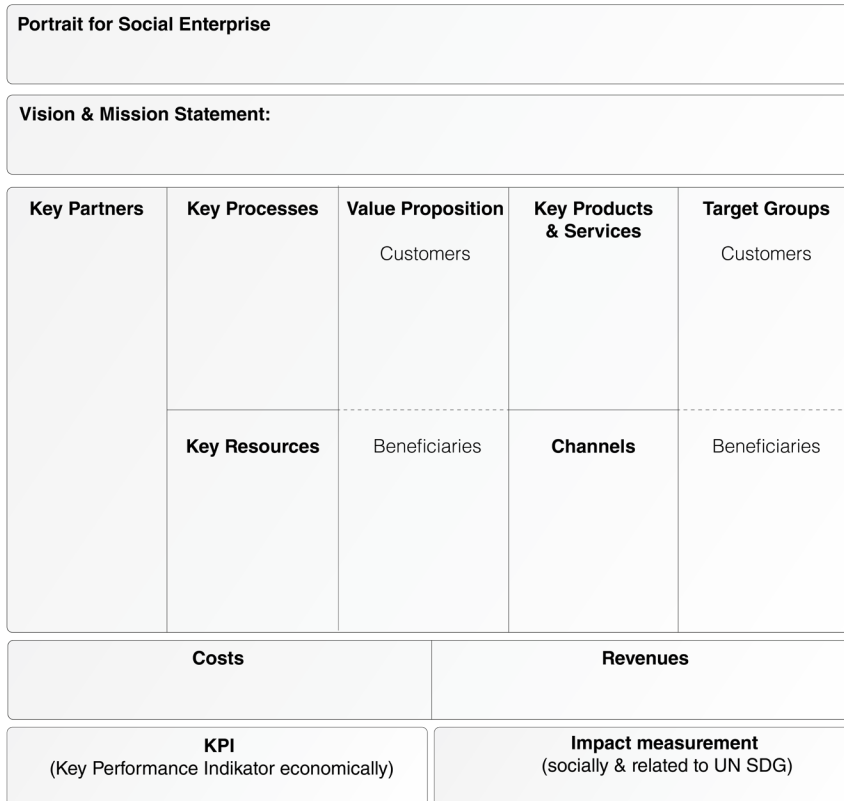 Portrait for Social Enterprise
Vision & Mission Statement:
Key Partners
Key Processes
Value Proposition
Customers
Key Products
& Services
Target Groups
Customers
Key Resources
Beneficiaries
Channels
Beneficiaries
Costs
Revenues
KPI
(Key Performance Indikator economically)
Impact measurement
(socially & related to UN SDG)